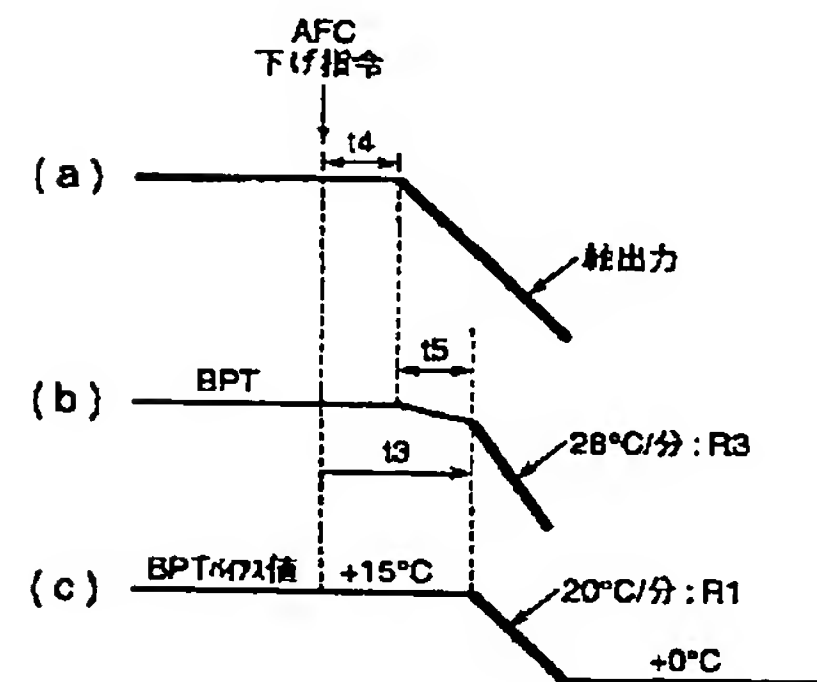 AFC
下げ指令
t4
(a)
軸出力
t5
(b)
BPT
28°C/分:R3
t3
(c)
BPTバイアス値
+15°C
20°C/分:R1
+0°C